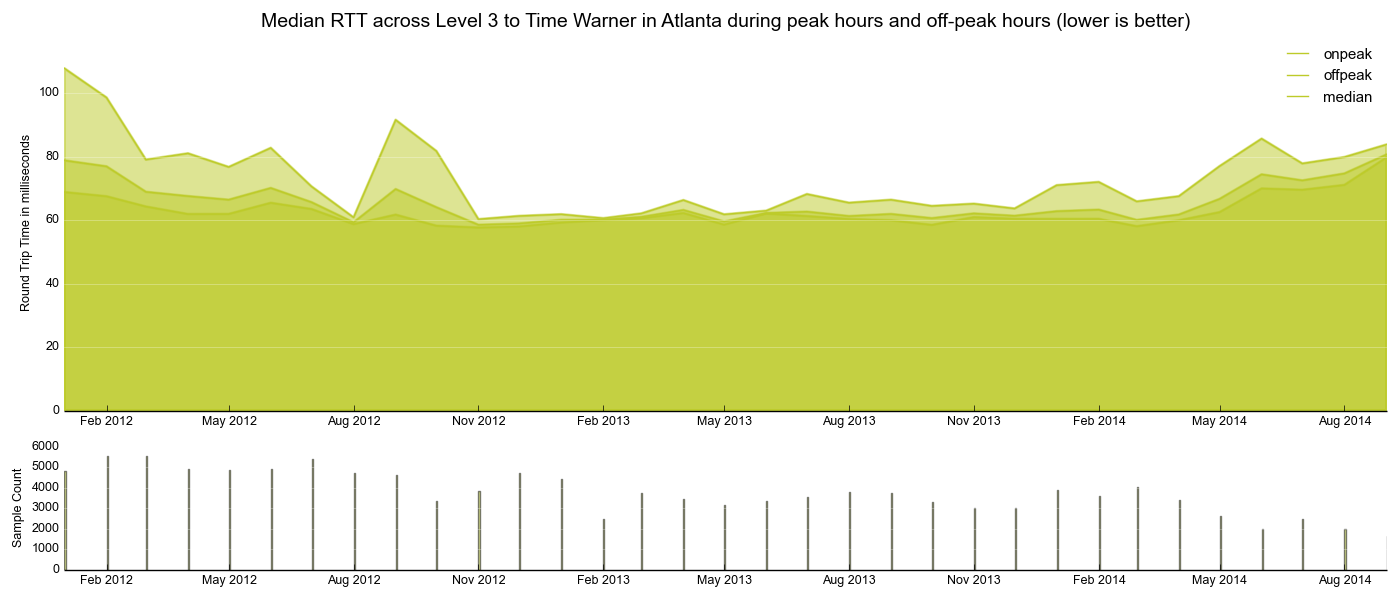 Median RTT across Level 3 to Time Warner in Atlanta during peak hours and off-peak hours (lower is better)
onpeak
offpeak
median
Round Trip Time in milliseconds
100
80
60
40
20
0
Feb 2012 May 2012 Aug 2012 Nov 2012 Feb 2013 May 2013 Aug 2013 Nov 2013 Feb 2014 May 2014 Aug 2014
Sample Count
6000
5000
4000
3000
2000
1000
0
Feb 2012 May 2012 Aug 2012 Nov 2012 Feb 2013 May 2013 Aug 2013 Nov 2013 Feb 2014 May 2014 Aug 2014